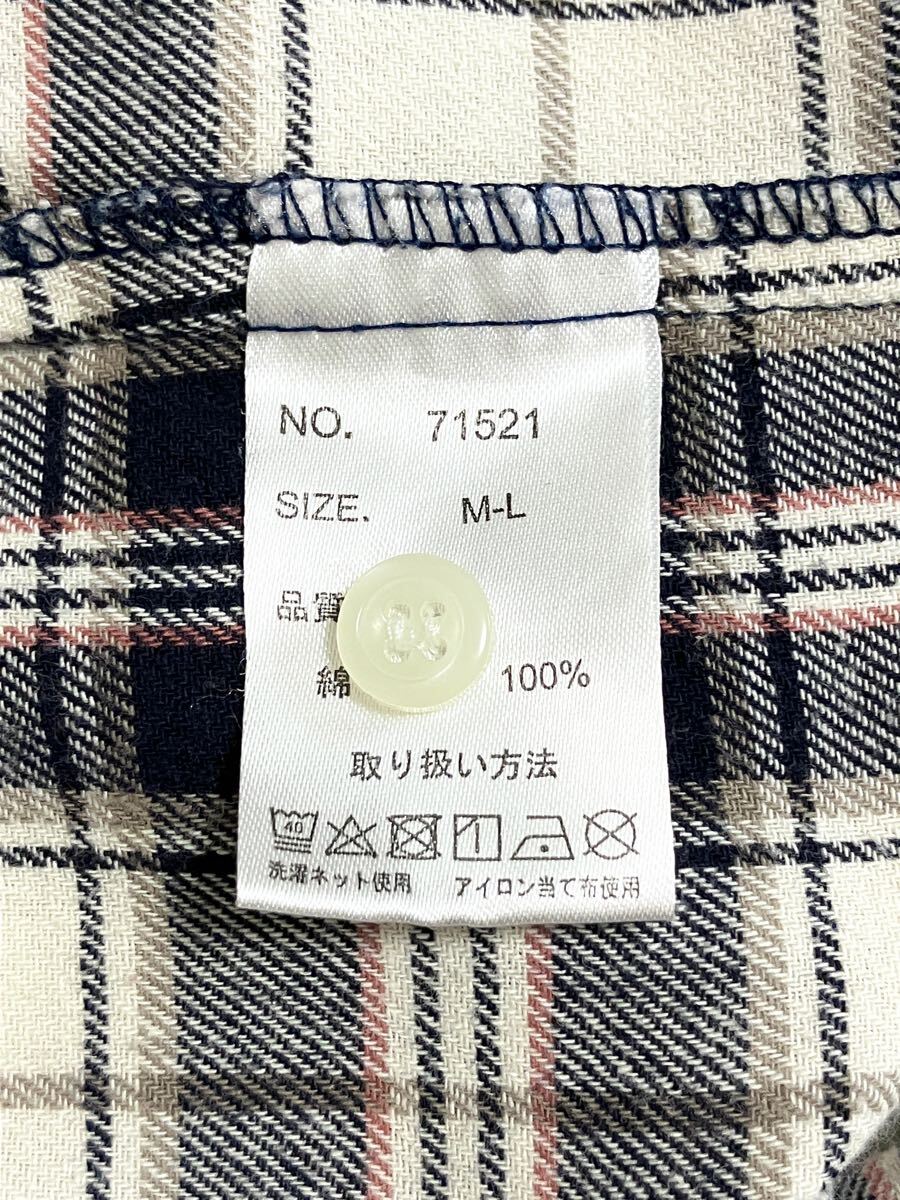 NO. 71521
SIZE. M-L
品質
綿 100%
取り扱い方法
40
洗濯ネット使用 アイロン当て布使用